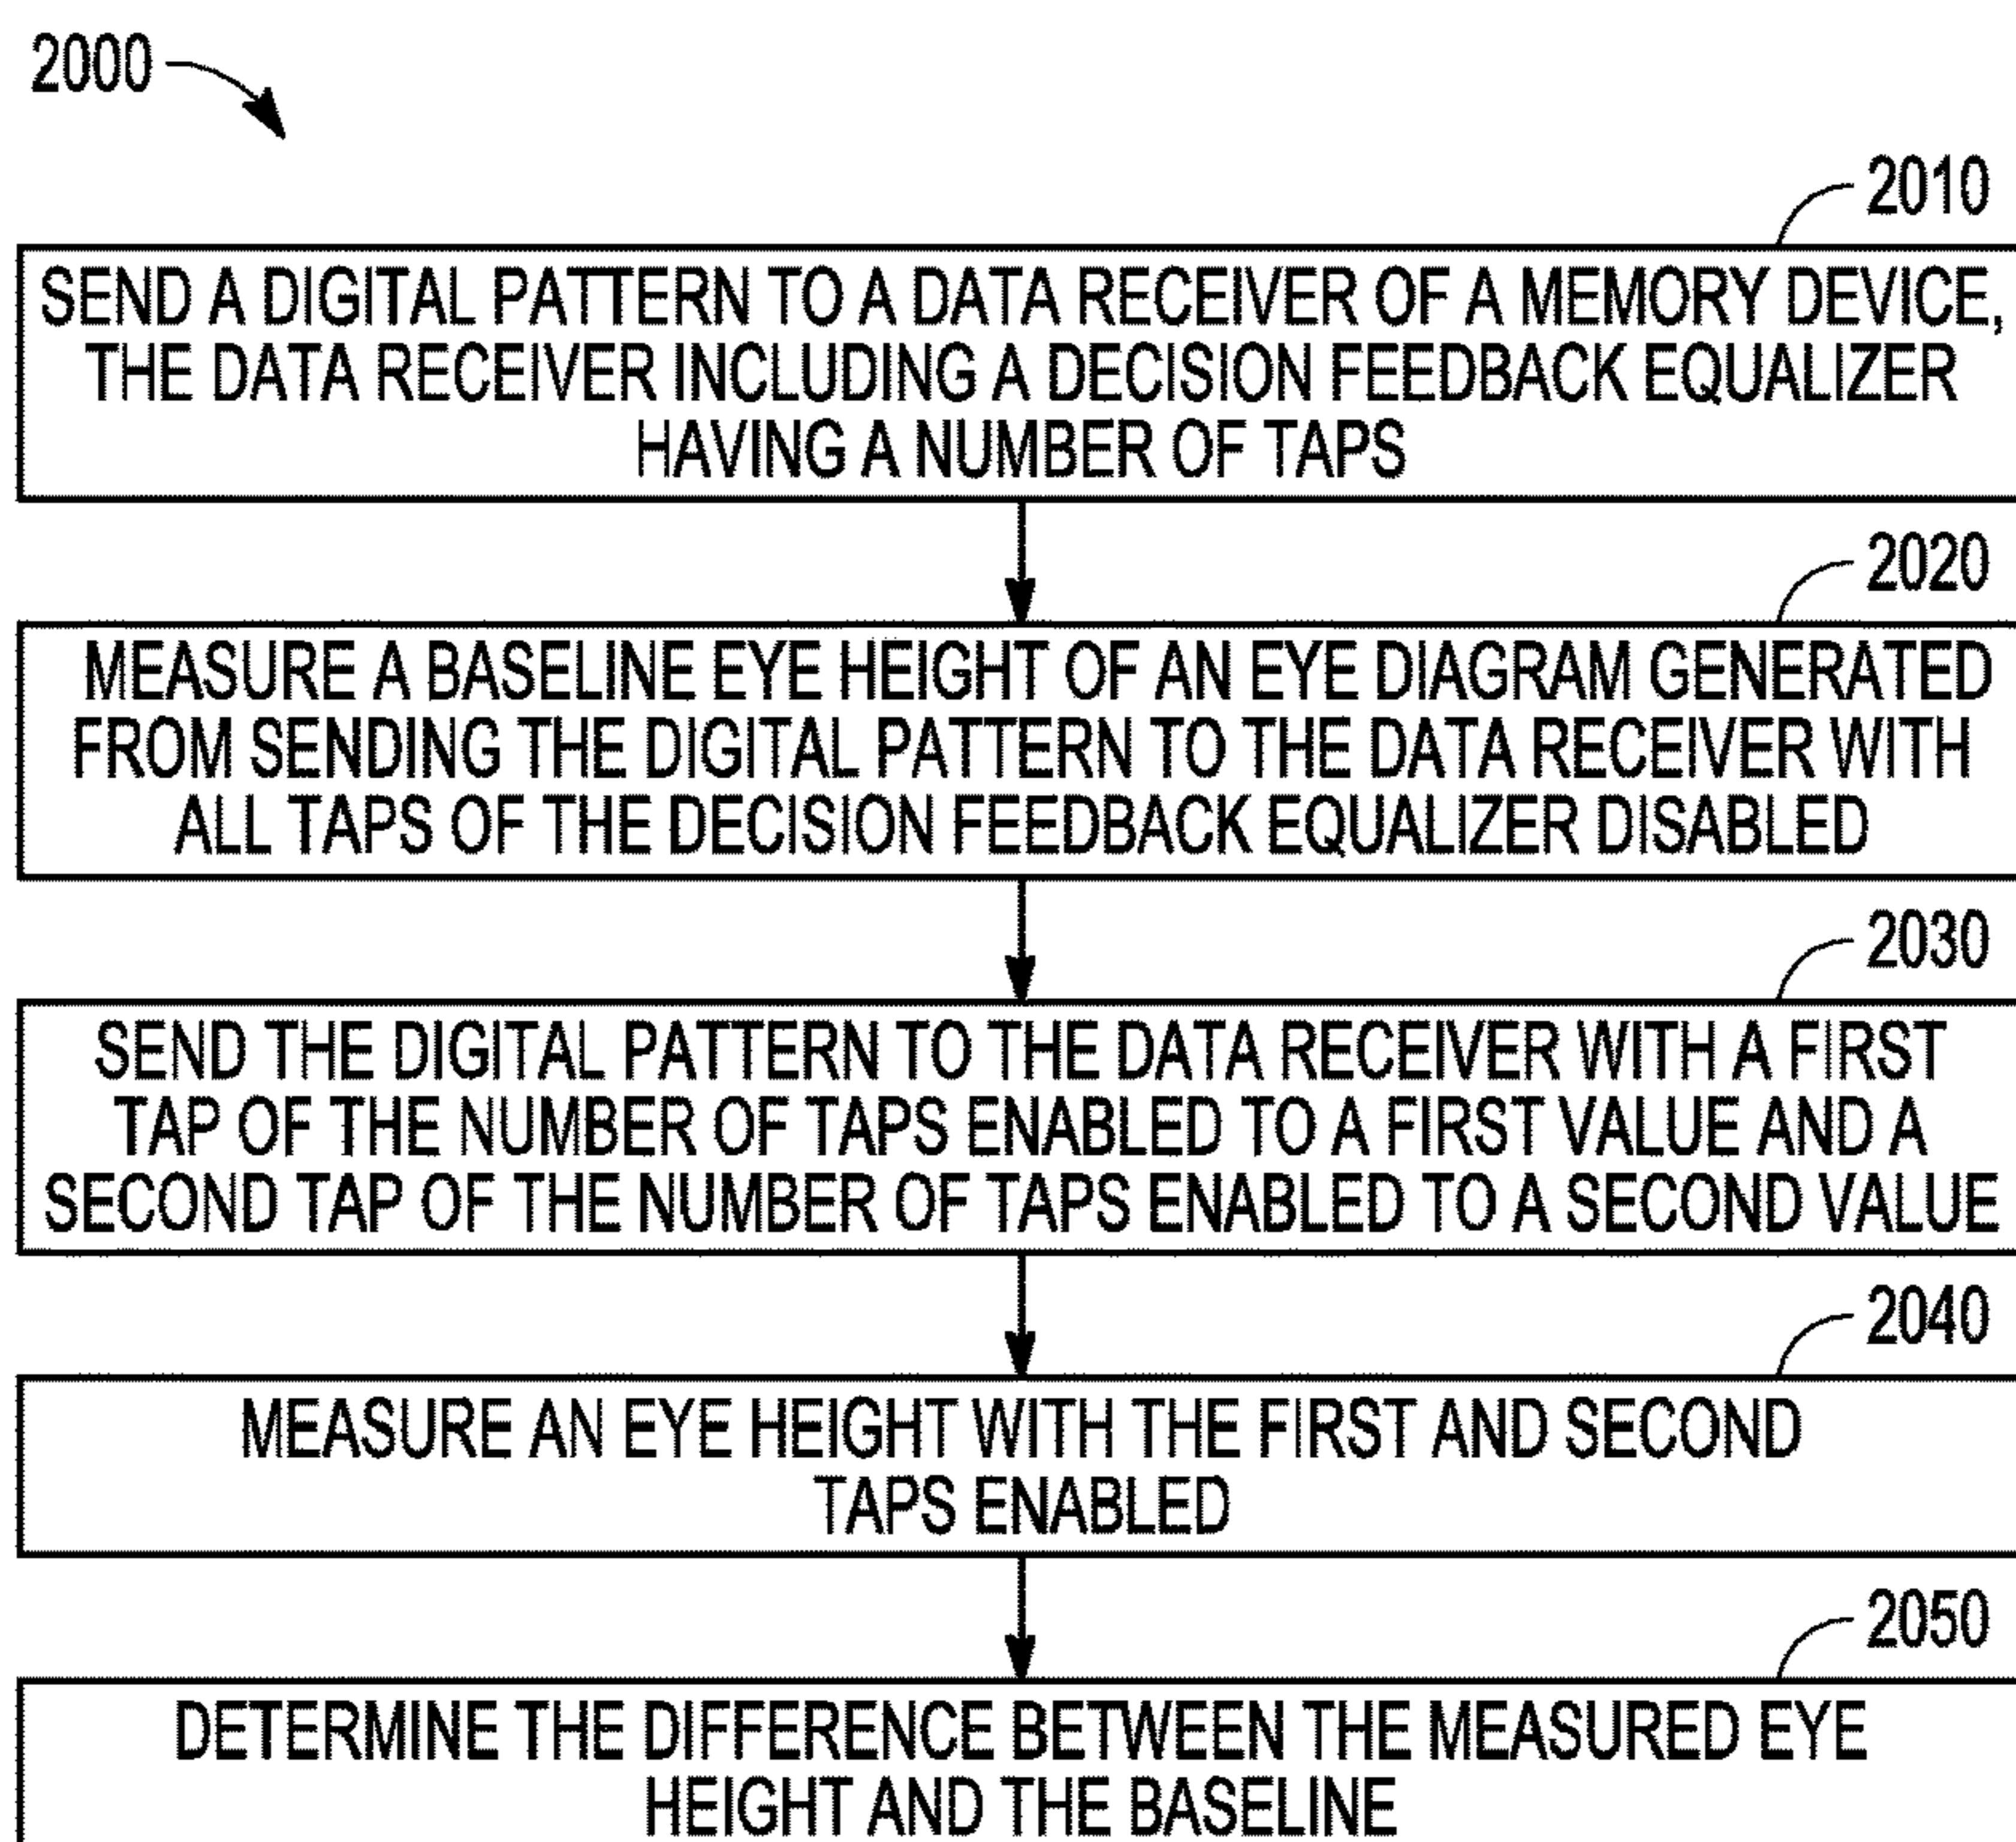 2000
2010
SEND A DIGITAL PATTERN TO A DATA RECEIVER OF A MEMORY DEVICE,
THE DATA RECEIVER INCLUDING A DECISION FEEDBACK EQUALIZER
HAVING A NUMBER OF TAPS
2020
MEASURE A BASELINE EYE HEIGHT OF AN EYE DIAGRAM GENERATED
FROM SENDING THE DIGITAL PATTERN TO THE DATA RECEIVER WITH
ALL TAPS OF THE DECISION FEEDBACK EQUALIZER DISABLED
2030
SEND THE DIGITAL PATTERN TO THE DATA RECEIVER WITH A FIRST
TAP OF THE NUMBER OF TAPS ENABLED TO A FIRST VALUE AND A
SECOND TAP OF THE NUMBER OF TAPS ENABLED TO A SECOND VALUE
2040
MEASURE AN EYE HEIGHT WITH THE FIRST AND SECOND
TAPS ENABLED
2050
DETERMINE THE DIFFERENCE BETWEEN THE MEASURED EYE
HEIGHT AND THE BASELINE